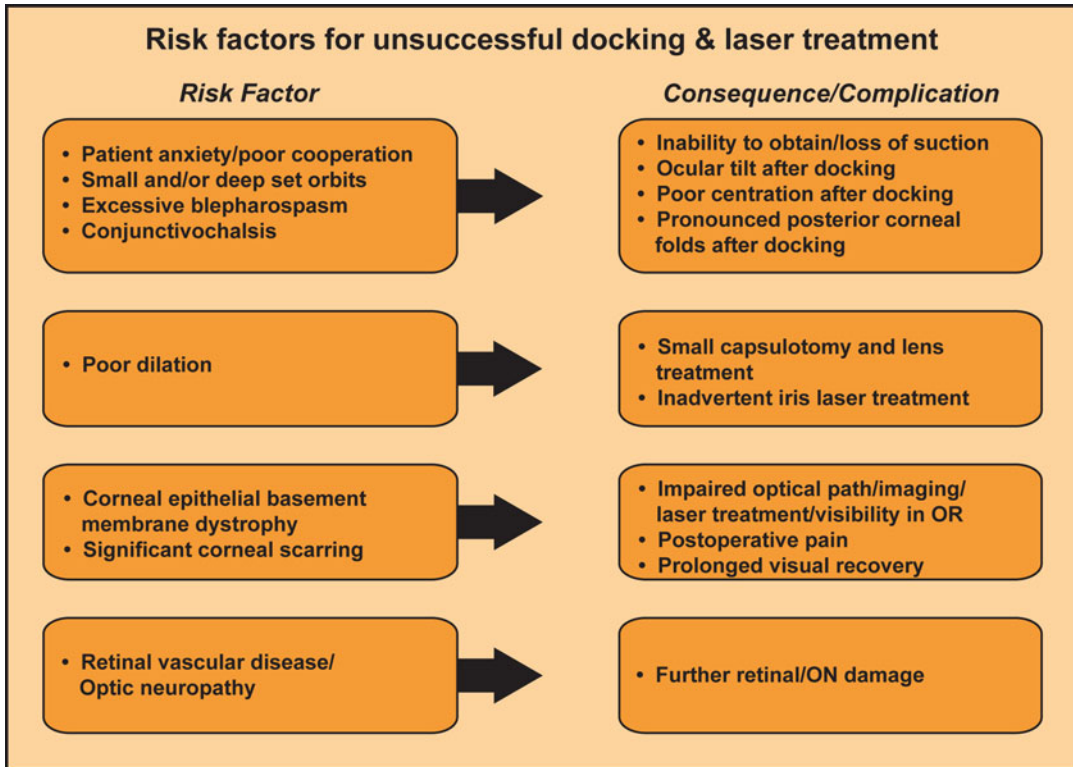 Risk factors for unsuccessful docking & laser treatment
Risk Factor
Consequence/Complication
• Patient anxiety/poor cooperation
• Small and/or deep set orbits
• Excessive blepharospasm
• Conjunctivochalsis
• Inability to obtain/loss of suction
• Ocular tilt after docking
• Poor centration after docking
• Pronounced posterior corneal
folds after docking
• Poor dilation
• Small capsulotomy and lens
treatment
• Inadvertent iris laser treatment
• Corneal epithelial basement
membrane dystrophy
• Significant corneal scarring
• Impaired optical path/imaging/
laser treatment/visibility in OR
• Postoperative pain
• Prolonged visual recovery
• Retinal vascular disease/
Optic neuropathy
• Further retinal/ON damage